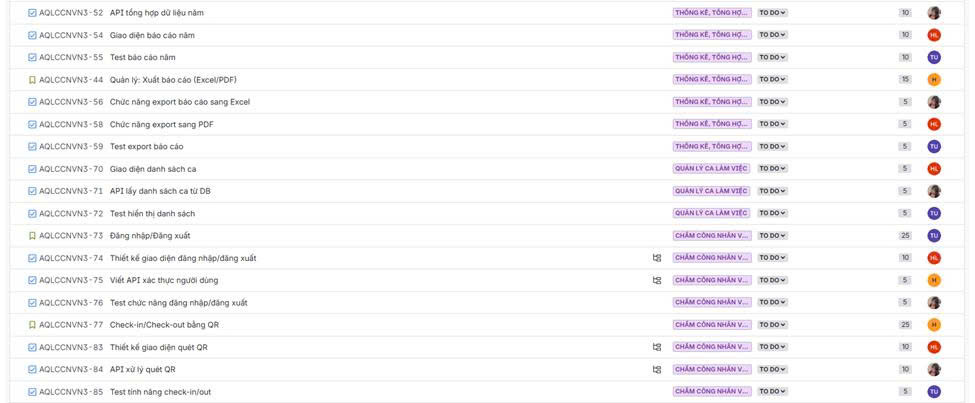 AQLCCNVN3-52 API tổng hợp dữ liệu năm THỐNG KÊ, TỔNG HỢ... TO DO 10
AQLCCNVN3-54 Giao diện báo cáo năm THỐNG KÊ, TỔNG HỢ... TO DO 10 HL
AQLCCNVN3-55 Test báo cáo năm THỐNG KÊ, TỔNG HỢ... TO DO 10 TU
AQLCCNVN3-44 Quản lý: Xuất báo cáo (Excel/PDF) THỐNG KÊ, TỔNG HỢ... TO DO 15 H
AQLCCNVN3-56 Chức năng export báo cáo sang Excel THỐNG KÊ, TỔNG HỢ... TO DO 5
AQLCCNVN3-58 Chức năng export sang PDF THỐNG KÊ, TỔNG HỢ... TO DO 5 HL
AQLCCNVN3-59 Test export báo cáo THỐNG KÊ, TỔNG HỢ... TO DO 5 TU
AQLCCNVN3-70 Giao diện danh sách ca QUẢN LÝ CA LÀM VIỆC TO DO 5 HL
AQLCCNVN3-71 API lấy danh sách ca từ DB QUẢN LÝ CA LÀM VIỆC TO DO 5
AQLCCNVN3-72 Test hiển thị danh sách QUẢN LÝ CA LÀM VIỆC TO DO 5 TU
AQLCCNVN3-73 Đăng nhập/Đăng xuất CHẤM CÔNG NHÂN V... TO DO 25 TU
AQLCCNVN3-74 Thiết kế giao diện đăng nhập/đăng xuất CHẤM CÔNG NHÂN V... TO DO 10 HL
AQLCCNVN3-75 Viết API xác thực người dùng CHẤM CÔNG NHÂN V... TO DO 5 H
AQLCCNVN3-76 Test chức năng đăng nhập/đăng xuất CHẤM CÔNG NHÂN V... TO DO 5
AQLCCNVN3-77 Check-in/Check-out bằng QR CHẤM CÔNG NHÂN V... TO DO 25 H
AQLCCNVN3-83 Thiết kế giao diện quét QR CHẤM CÔNG NHÂN V... TO DO 10 HL
AQLCCNVN3-84 API xử lý quét QR CHẤM CÔNG NHÂN V... TO DO 10
AQLCCNVN3-85 Test tính năng check-in/out CHẤM CÔNG NHÂN V... TO DO 5 TU